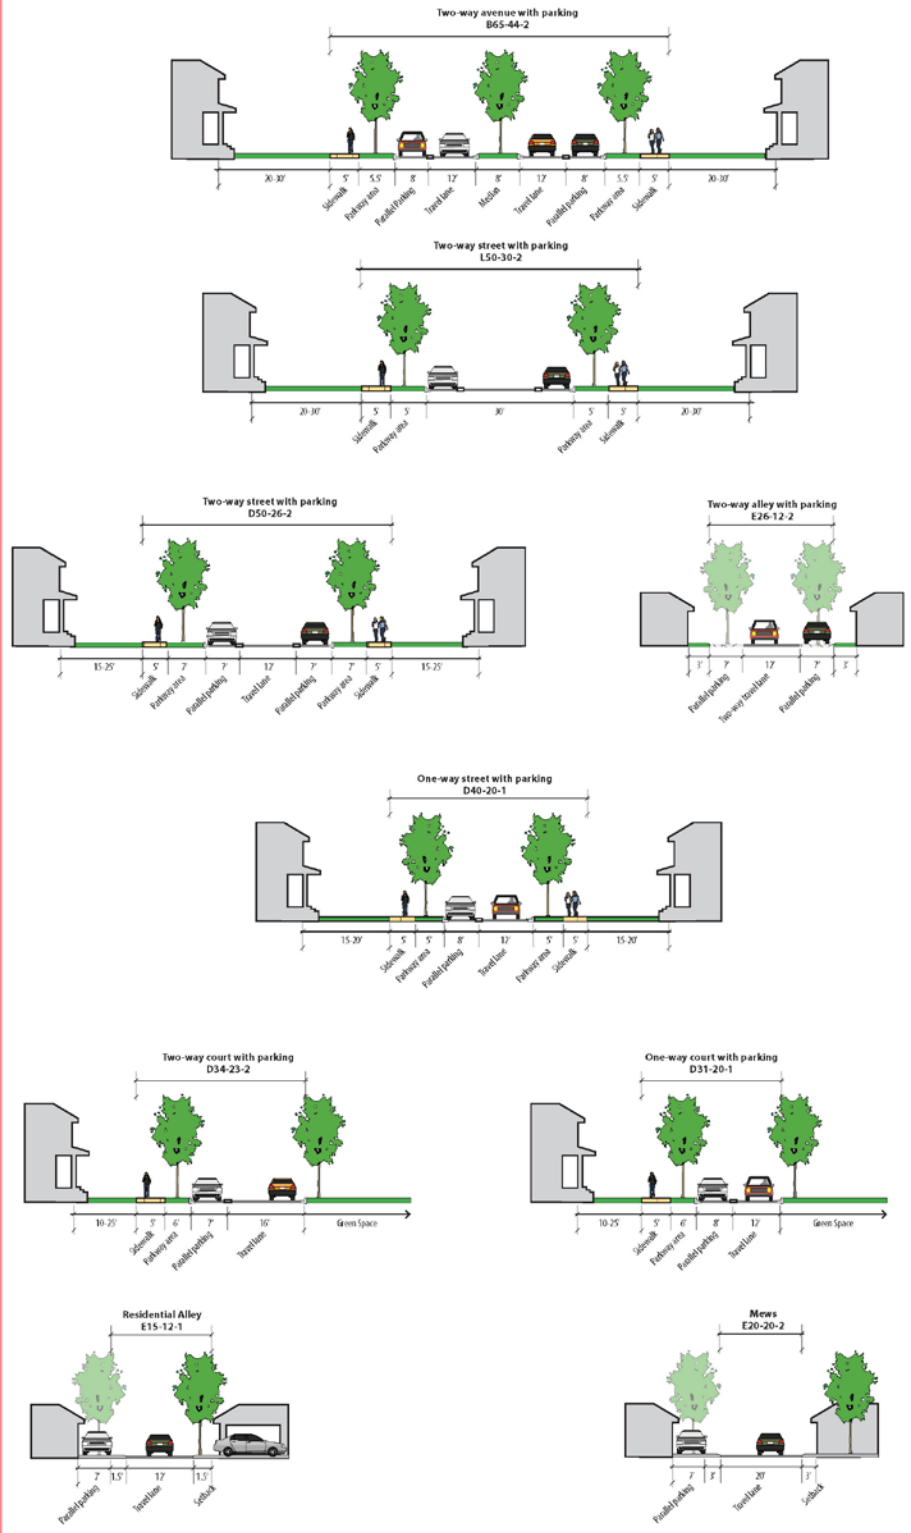 Two-way avenue with parking
B65-44-2
20-30' 5' 5.5' 8' 12' 8' 12' 8' 5.5' 5' 20-30'
Sidewalk Parkway area Parallel Parking Travel lane Median Travel lane Parallel parking Parkway area Sidewalk
Two-way street with parking
L50-30-2
20-30' 5' 5' 30' 5' 5' 20-30'
Sidewalk Parkway area Parkway area Sidewalk
Two-way street with parking
D50-26-2
15-25' 5' 7' 7' 12' 7' 7' 5' 15-25'
Sidewalk Parkway area Parallel parking Travel lane Parallel parking Parkway area Sidewalk
Two-way alley with parking
E26-12-2
3' 7' 12' 7' 3'
Parallel parking Two-way travel lane Parallel parking
One-way street with parking
D40-20-1
15-20' 5' 5' 8' 12' 5' 5' 15-20'
Sidewalk Parkway area Parallel parking Travel lane Parkway area Sidewalk
Two-way court with parking
D34-23-2
10-25' 5' 6' 7' 16' Green Space
Sidewalk Parkway area Parallel parking Travel lane
One-way court with parking
D31-20-1
10-25' 5' 6' 8' 12' Green Space
Sidewalk Parkway area Parallel parking Travel lane
Residential Alley
E15-12-1
7' 1.5' 12' 1.5'
Parallel parking Travel lane Setback
Mews
E20-20-2
7' 3' 20' 3'
Parallel parking Travel lane Setback